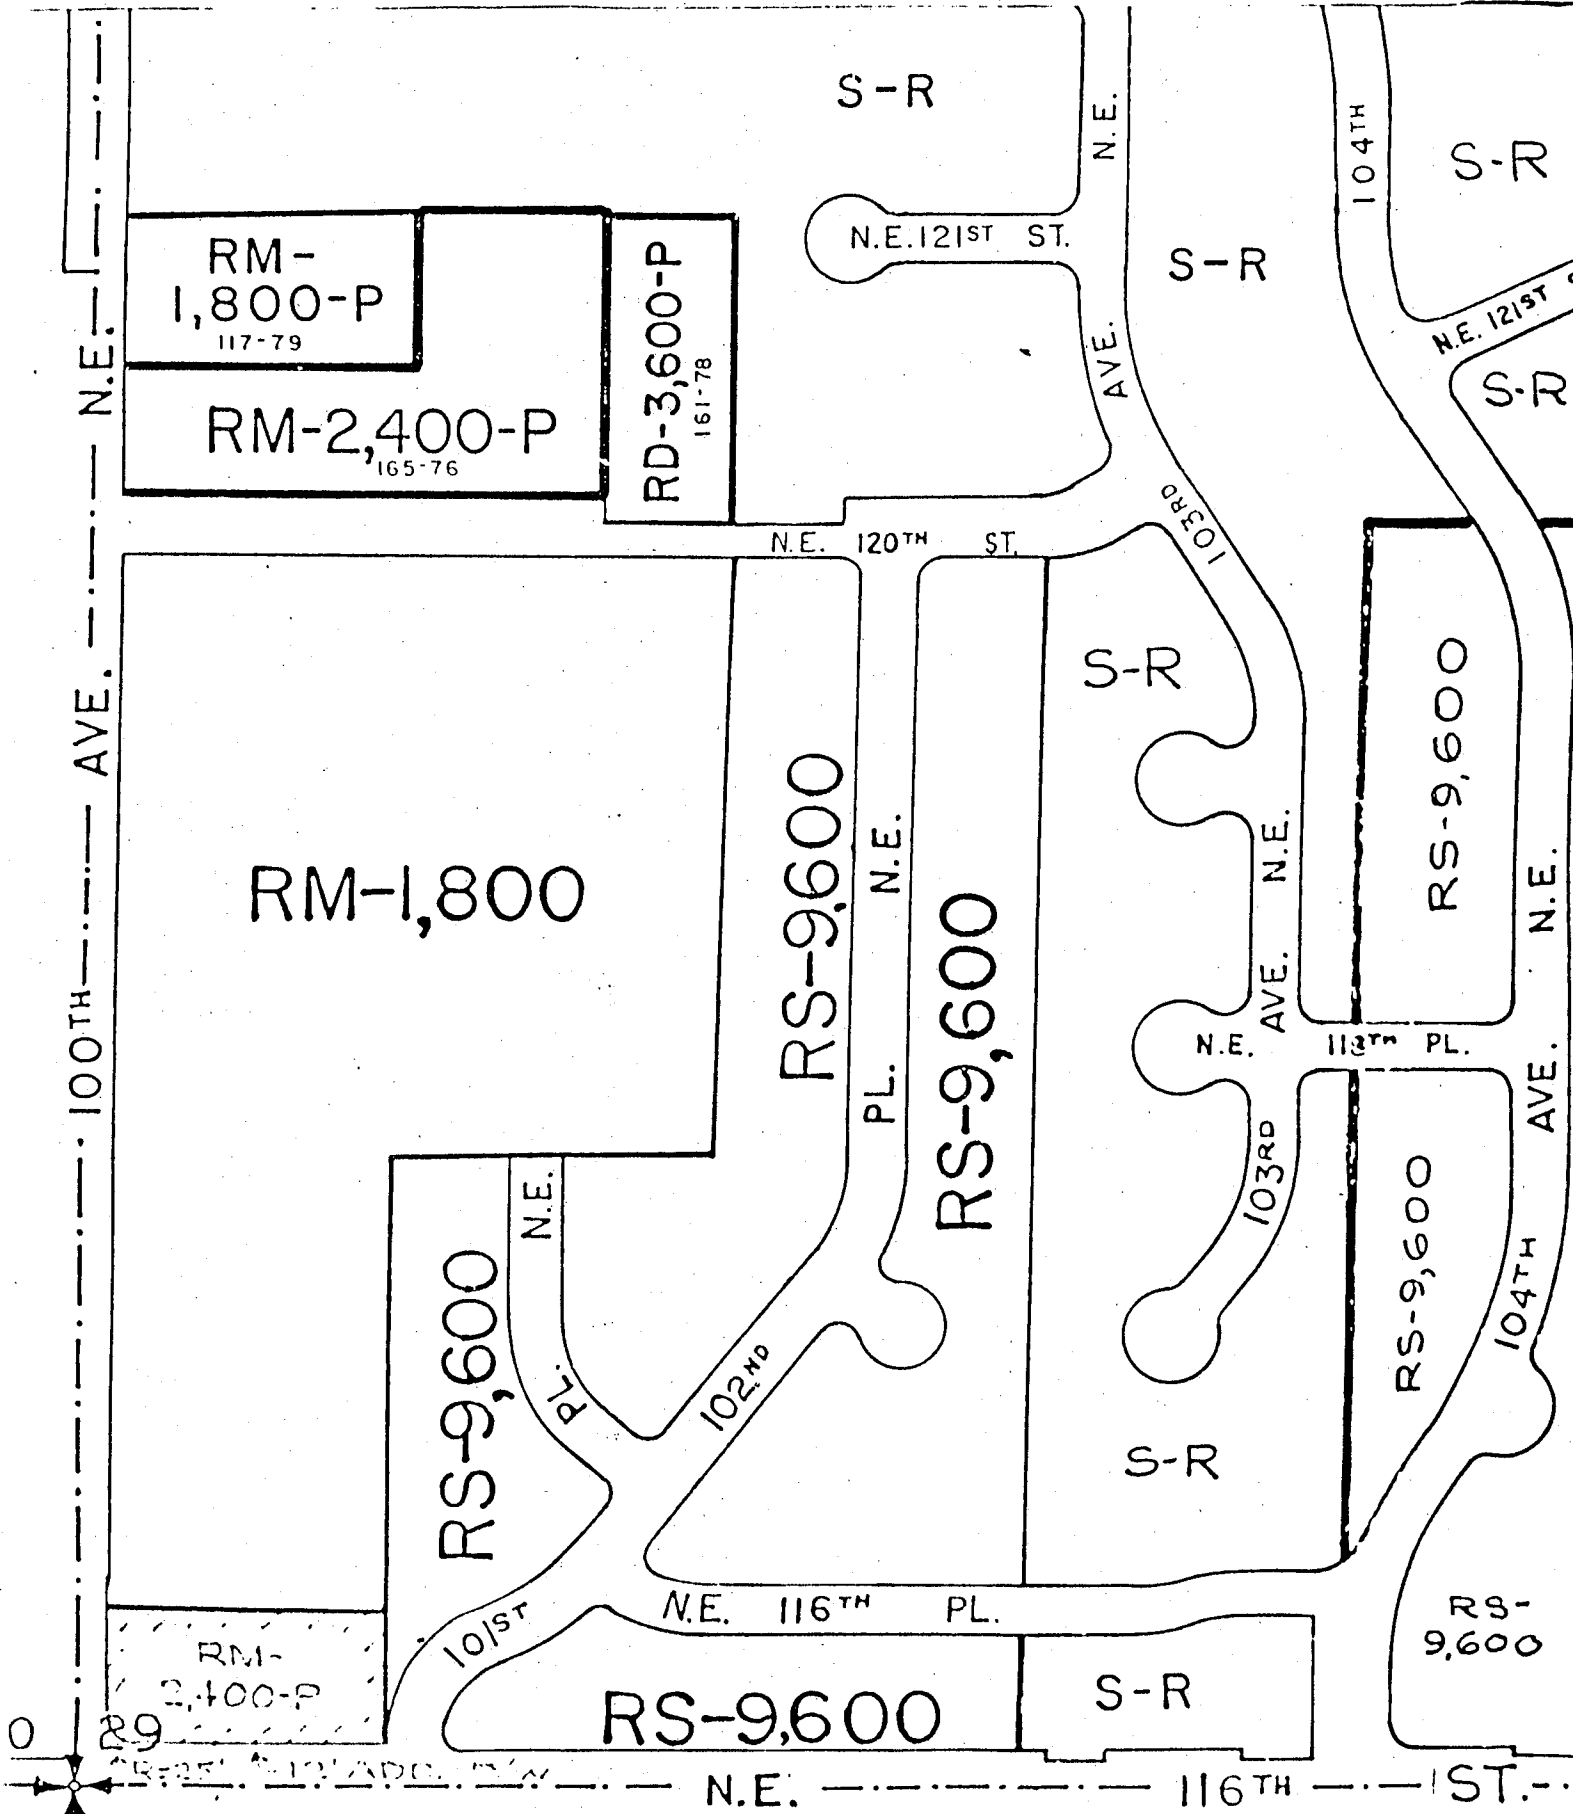 S-R
N.E.
104TH
S-R
RM-
1,800-P
117-79
RD-3,600-P
161-78
N.E. 121ST ST.
S-R
N.E. 121ST
S-R
N.E.
AVE.
RM-2,400-P
165-76
103RD
N.E. 120TH ST.
S-R
RS-9,600
AVE.
RS-9,600
N.E.
N.E.
N.E.
RM-1,800
RS-9,600
AVE.
100TH
N.E. 118TH PL.
PL.
AVE.
103RD
N.E.
RS-9,600
104TH
RS-9,600
PL.
102ND
S-R
N.E. 116TH PL.
101ST
RS-
9,600
RM-
2,400-P
S-R
RS-9,600
0 29
N.E. 116TH ST.